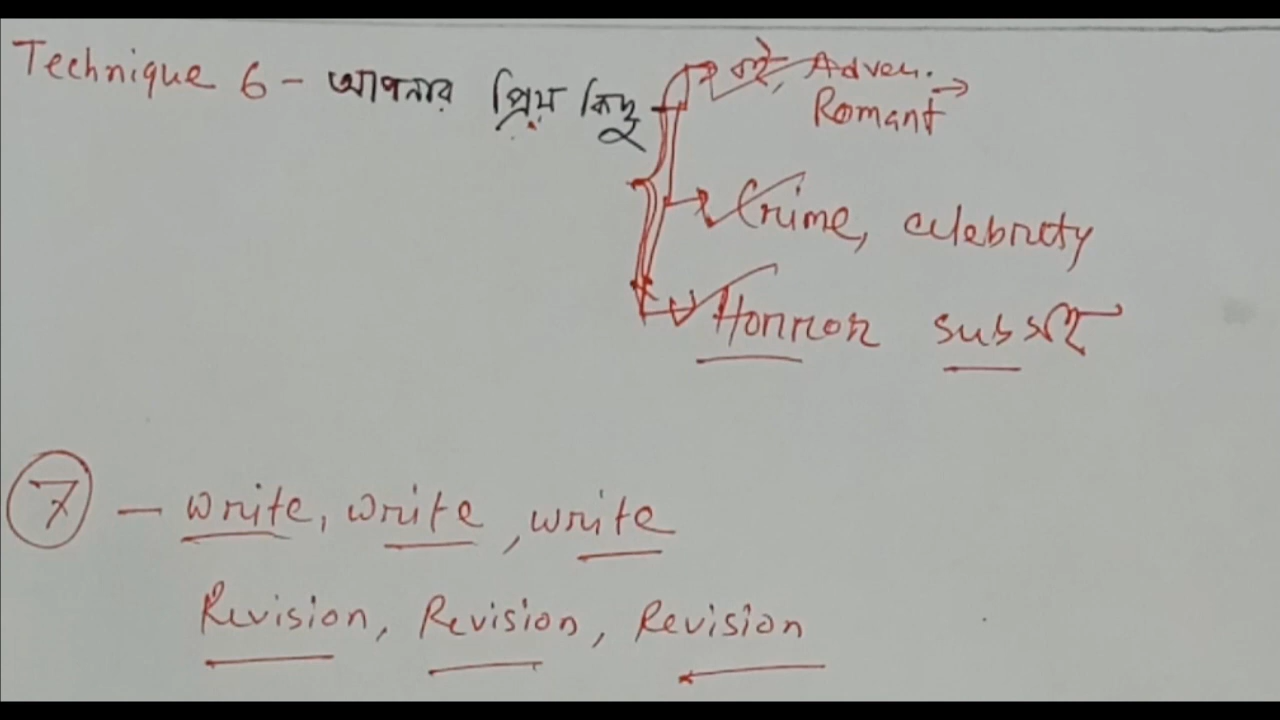 Technique 6 - আপনার প্রিয় কিছু
বই, Adven.
Romant
Crime, celebrity
Horror
7 - write, write, write
Revision, Revision, Revision